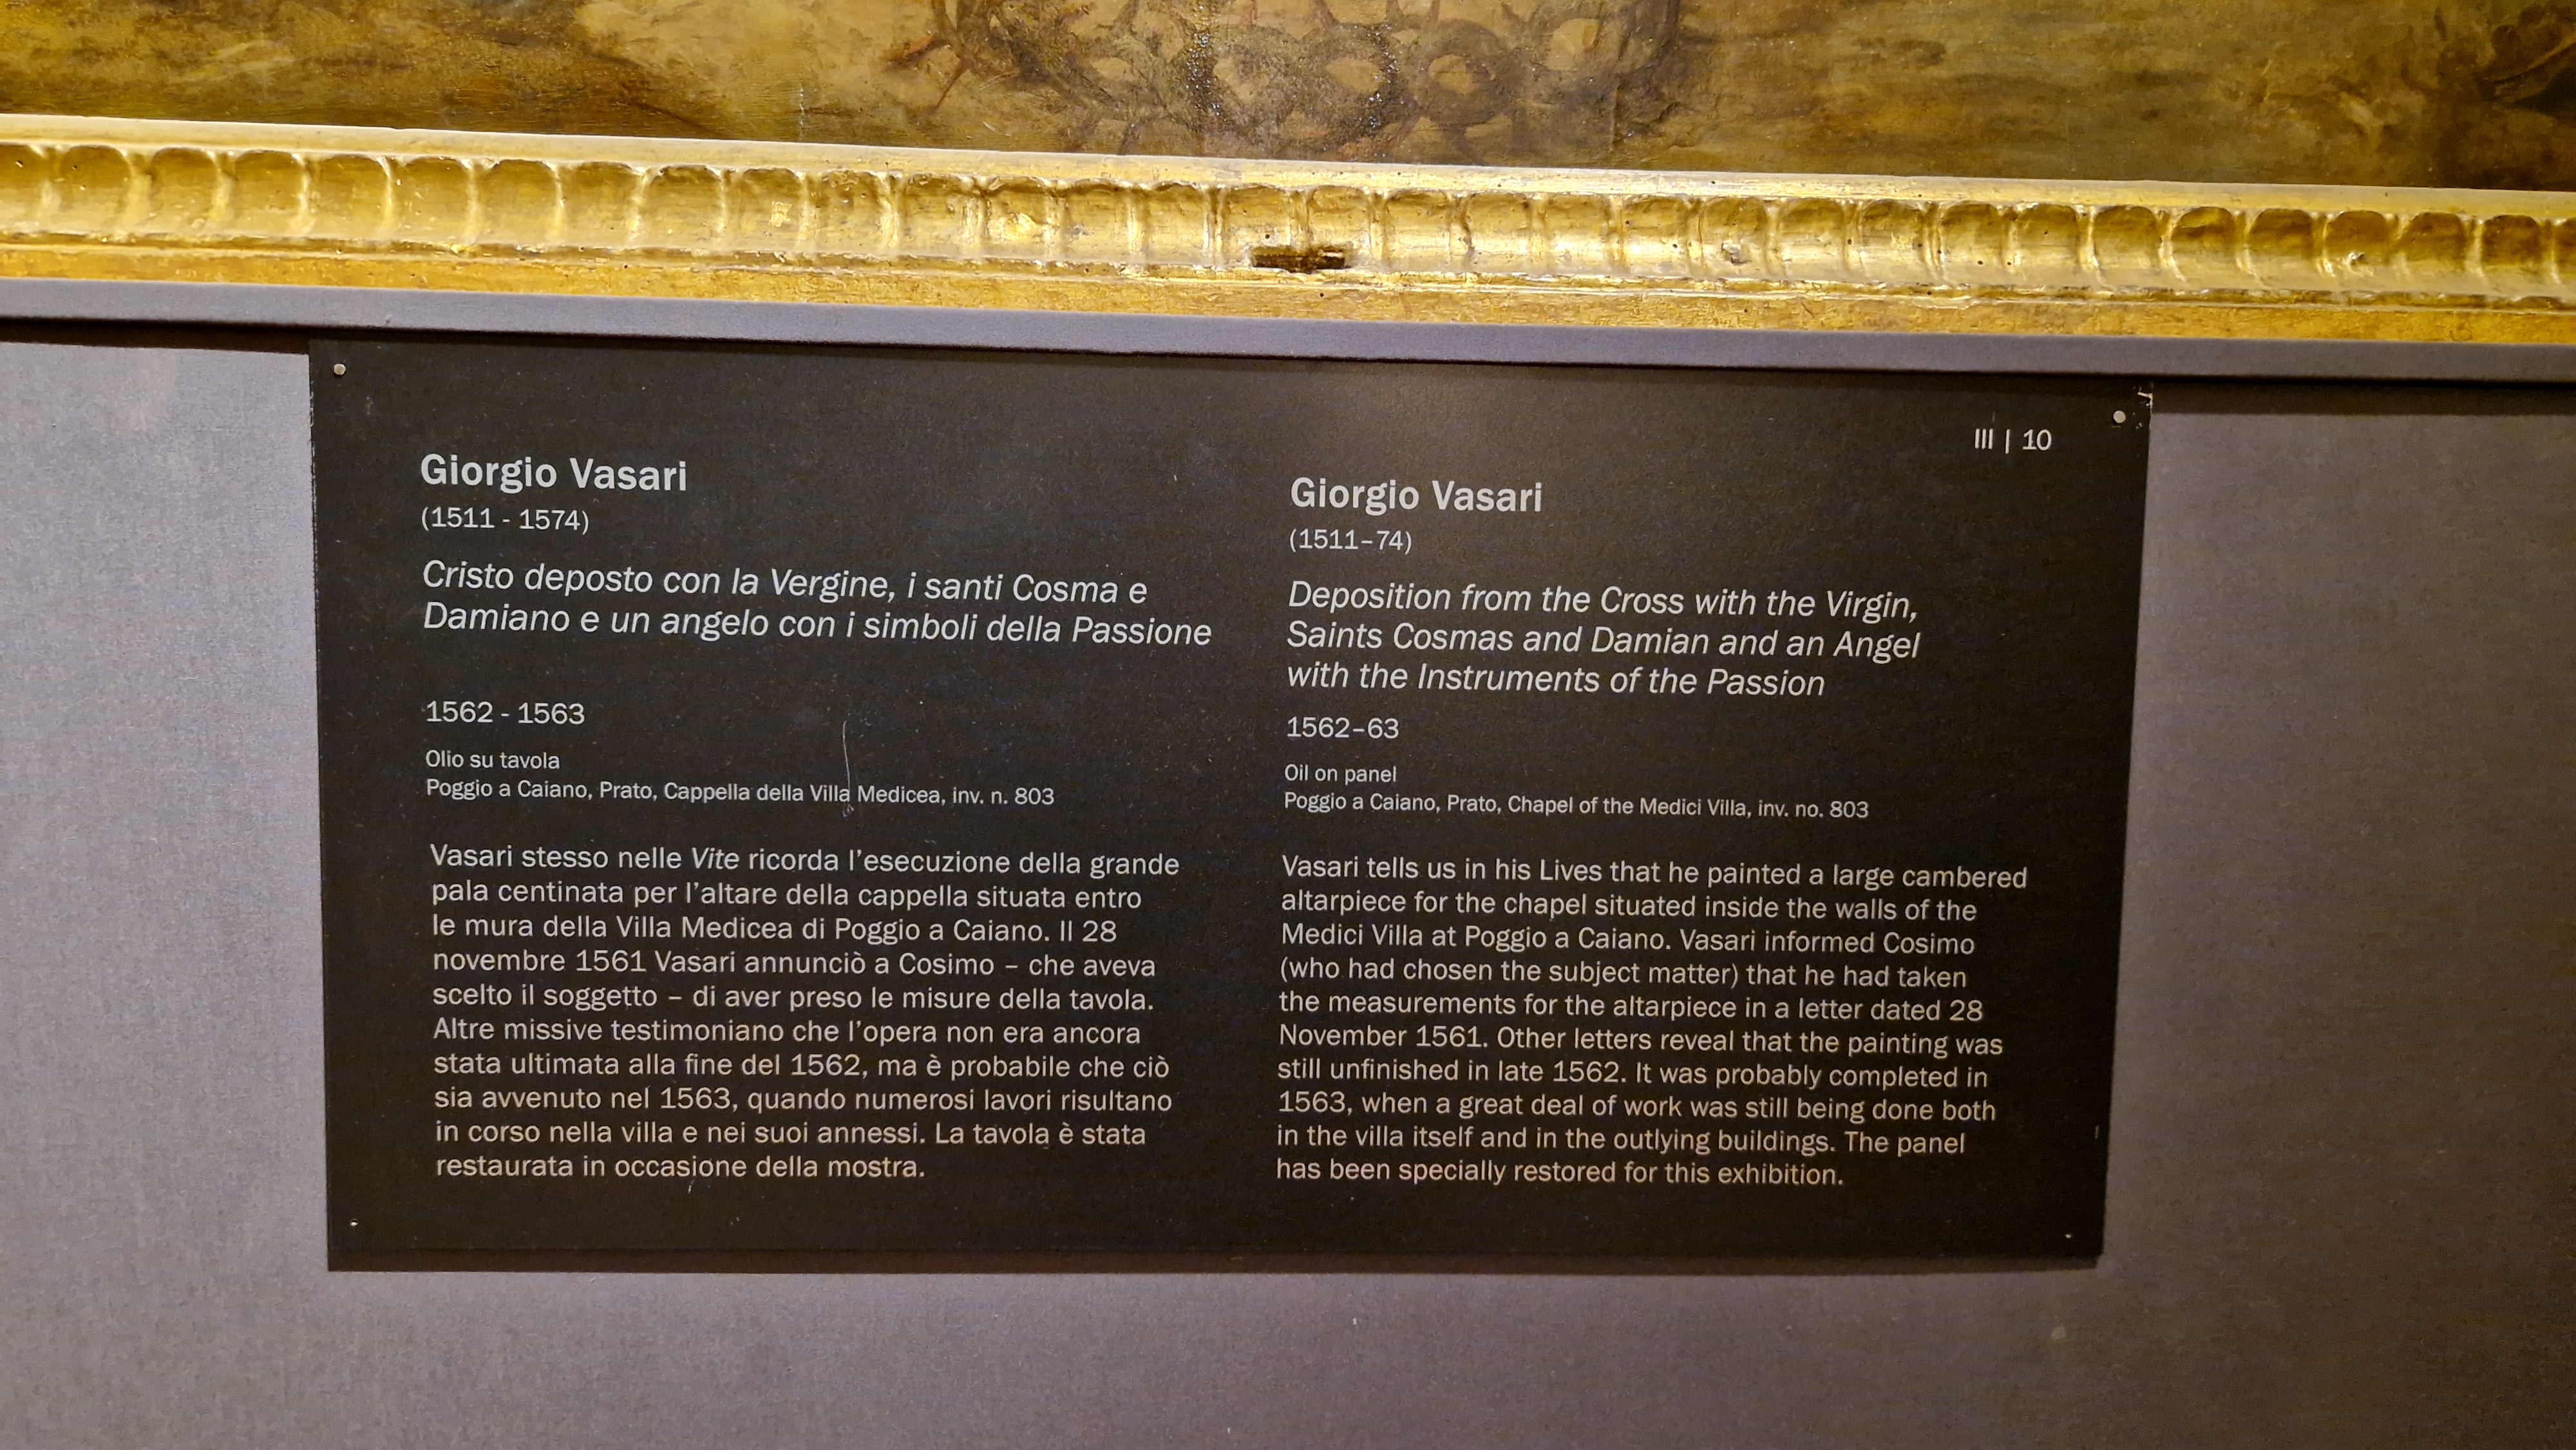 Giorgio Vasari
(1511 - 1574)
Cristo deposto con la Vergine, i santi Cosma e
Damiano e un angelo con i simboli della Passione
1562 - 1563
Olio su tavola
Poggio a Caiano, Prato, Cappella della Villa Medicea, inv. n. 803
Vasari stesso nelle Vite ricorda l'esecuzione della grande
pala centinata per l'altare della cappella situata entro
le mura della Villa Medicea di Poggio a Caiano. Il 28
novembre 1561 Vasari annunciò a Cosimo – che aveva
scelto il soggetto – di aver preso le misure della tavola.
Altre missive testimoniano che l'opera non era ancora
stata ultimata alla fine del 1562, ma è probabile che ciò
sia avvenuto nel 1563, quando numerosi lavori risultano
in corso nella villa e nei suoi annessi. La tavola è stata
restaurata in occasione della mostra.
III | 10
Giorgio Vasari
(1511–74)
Deposition from the Cross with the Virgin,
Saints Cosmas and Damian and an Angel
with the Instruments of the Passion
1562–63
Oil on panel
Poggio a Caiano, Prato, Chapel of the Medici Villa, inv. no. 803
Vasari tells us in his Lives that he painted a large cambered
altarpiece for the chapel situated inside the walls of the
Medici Villa at Poggio a Caiano. Vasari informed Cosimo
(who had chosen the subject matter) that he had taken
the measurements for the altarpiece in a letter dated 28
November 1561. Other letters reveal that the painting was
still unfinished in late 1562. It was probably completed in
1563, when a great deal of work was still being done both
in the villa itself and in the outlying buildings. The panel
has been specially restored for this exhibition.